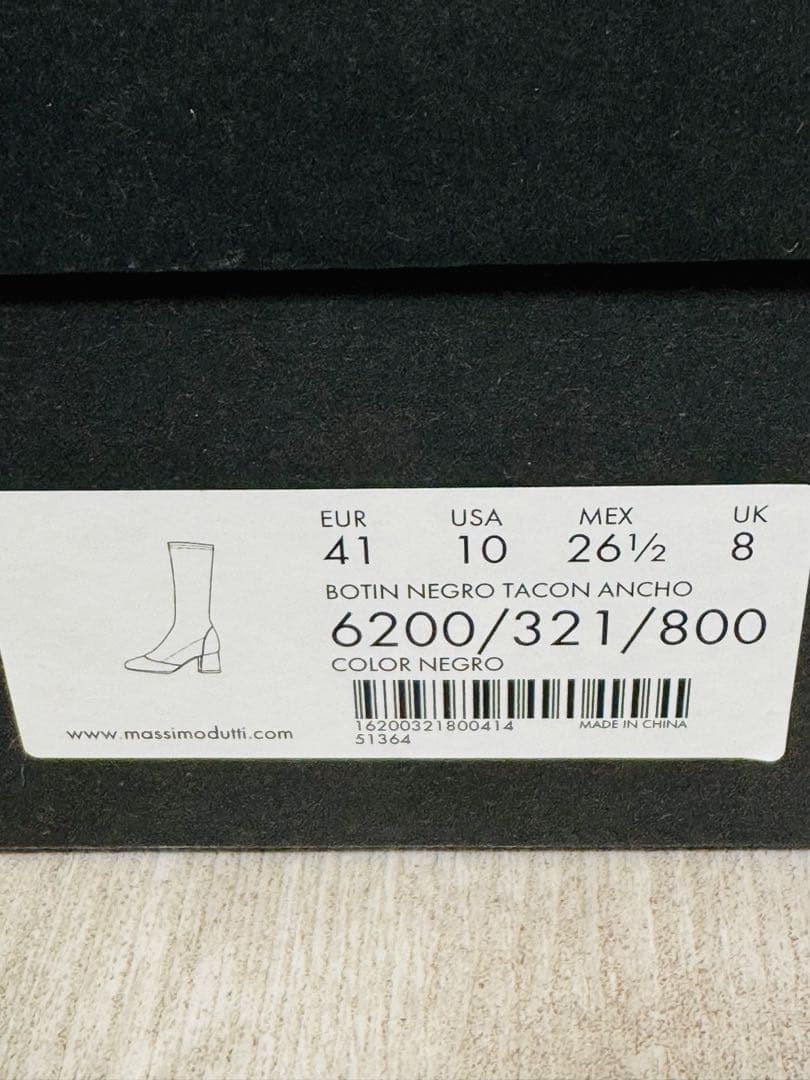 EUR USA MEX UK
41 10 26½ 8
BOTIN NEGRO TACON ANCHO
6200/321/800
COLOR NEGRO
16200321800414 MADE IN CHINA
51364
www.massimodutti.com